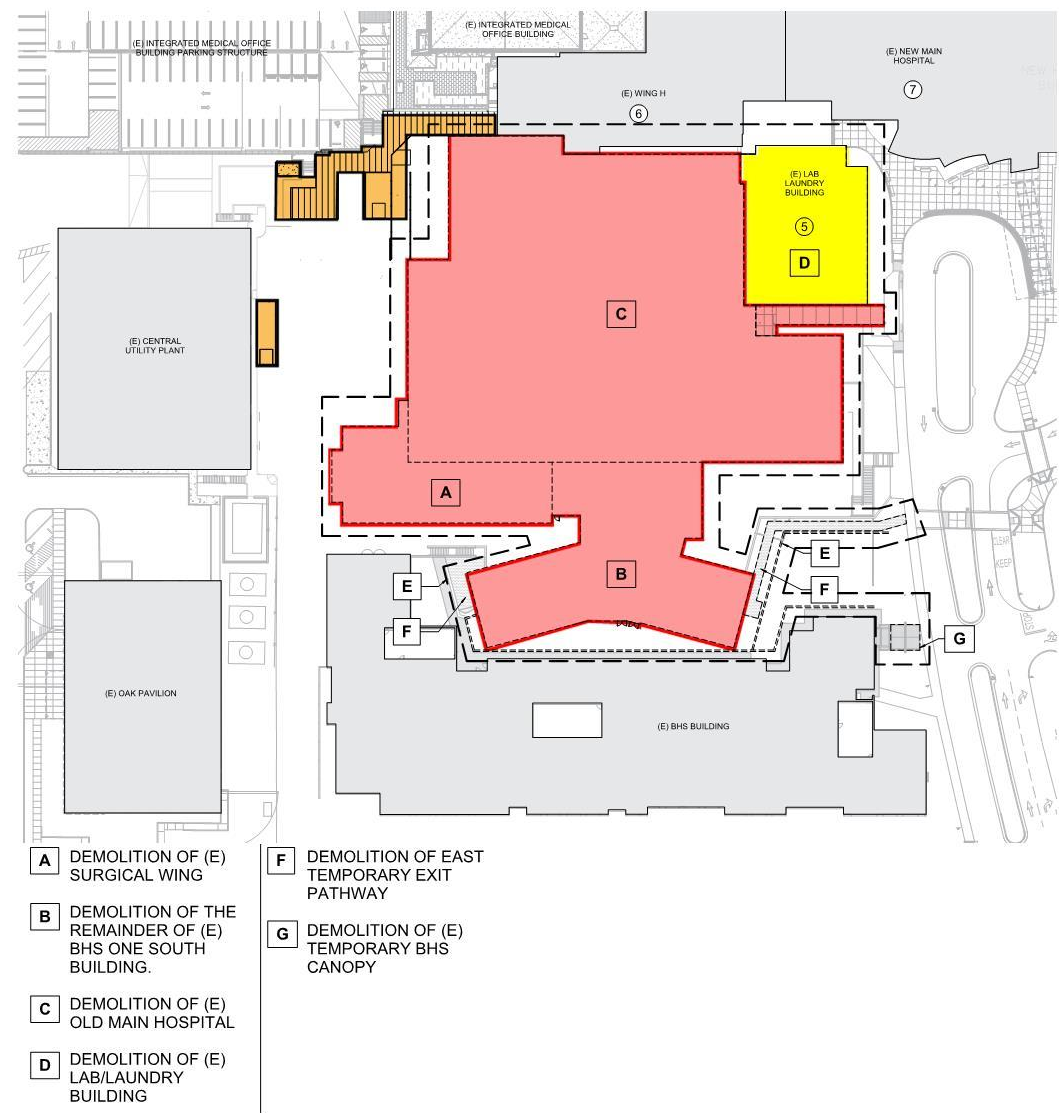 (E) INTEGRATED MEDICAL OFFICE
BUILDING PARKING STRUCTURE
(E) INTEGRATED MEDICAL
OFFICE BUILDING
(E) NEW MAIN
HOSPITAL
7
(E) WING H
6
(E) LAB
LAUNDRY
BUILDING
5
D
C
(E) CENTRAL
UTILITY PLANT
A
B
E
F
E
F
G
CLEAR
KEEP
STOP
(E) OAK PAVILION
(E) BHS BUILDING
A DEMOLITION OF (E)
SURGICAL WING
B DEMOLITION OF THE
REMAINDER OF (E)
BHS ONE SOUTH
BUILDING.
C DEMOLITION OF (E)
OLD MAIN HOSPITAL
D DEMOLITION OF (E)
LAB/LAUNDRY
BUILDING
F DEMOLITION OF EAST
TEMPORARY EXIT
PATHWAY
G DEMOLITION OF (E)
TEMPORARY BHS
CANOPY